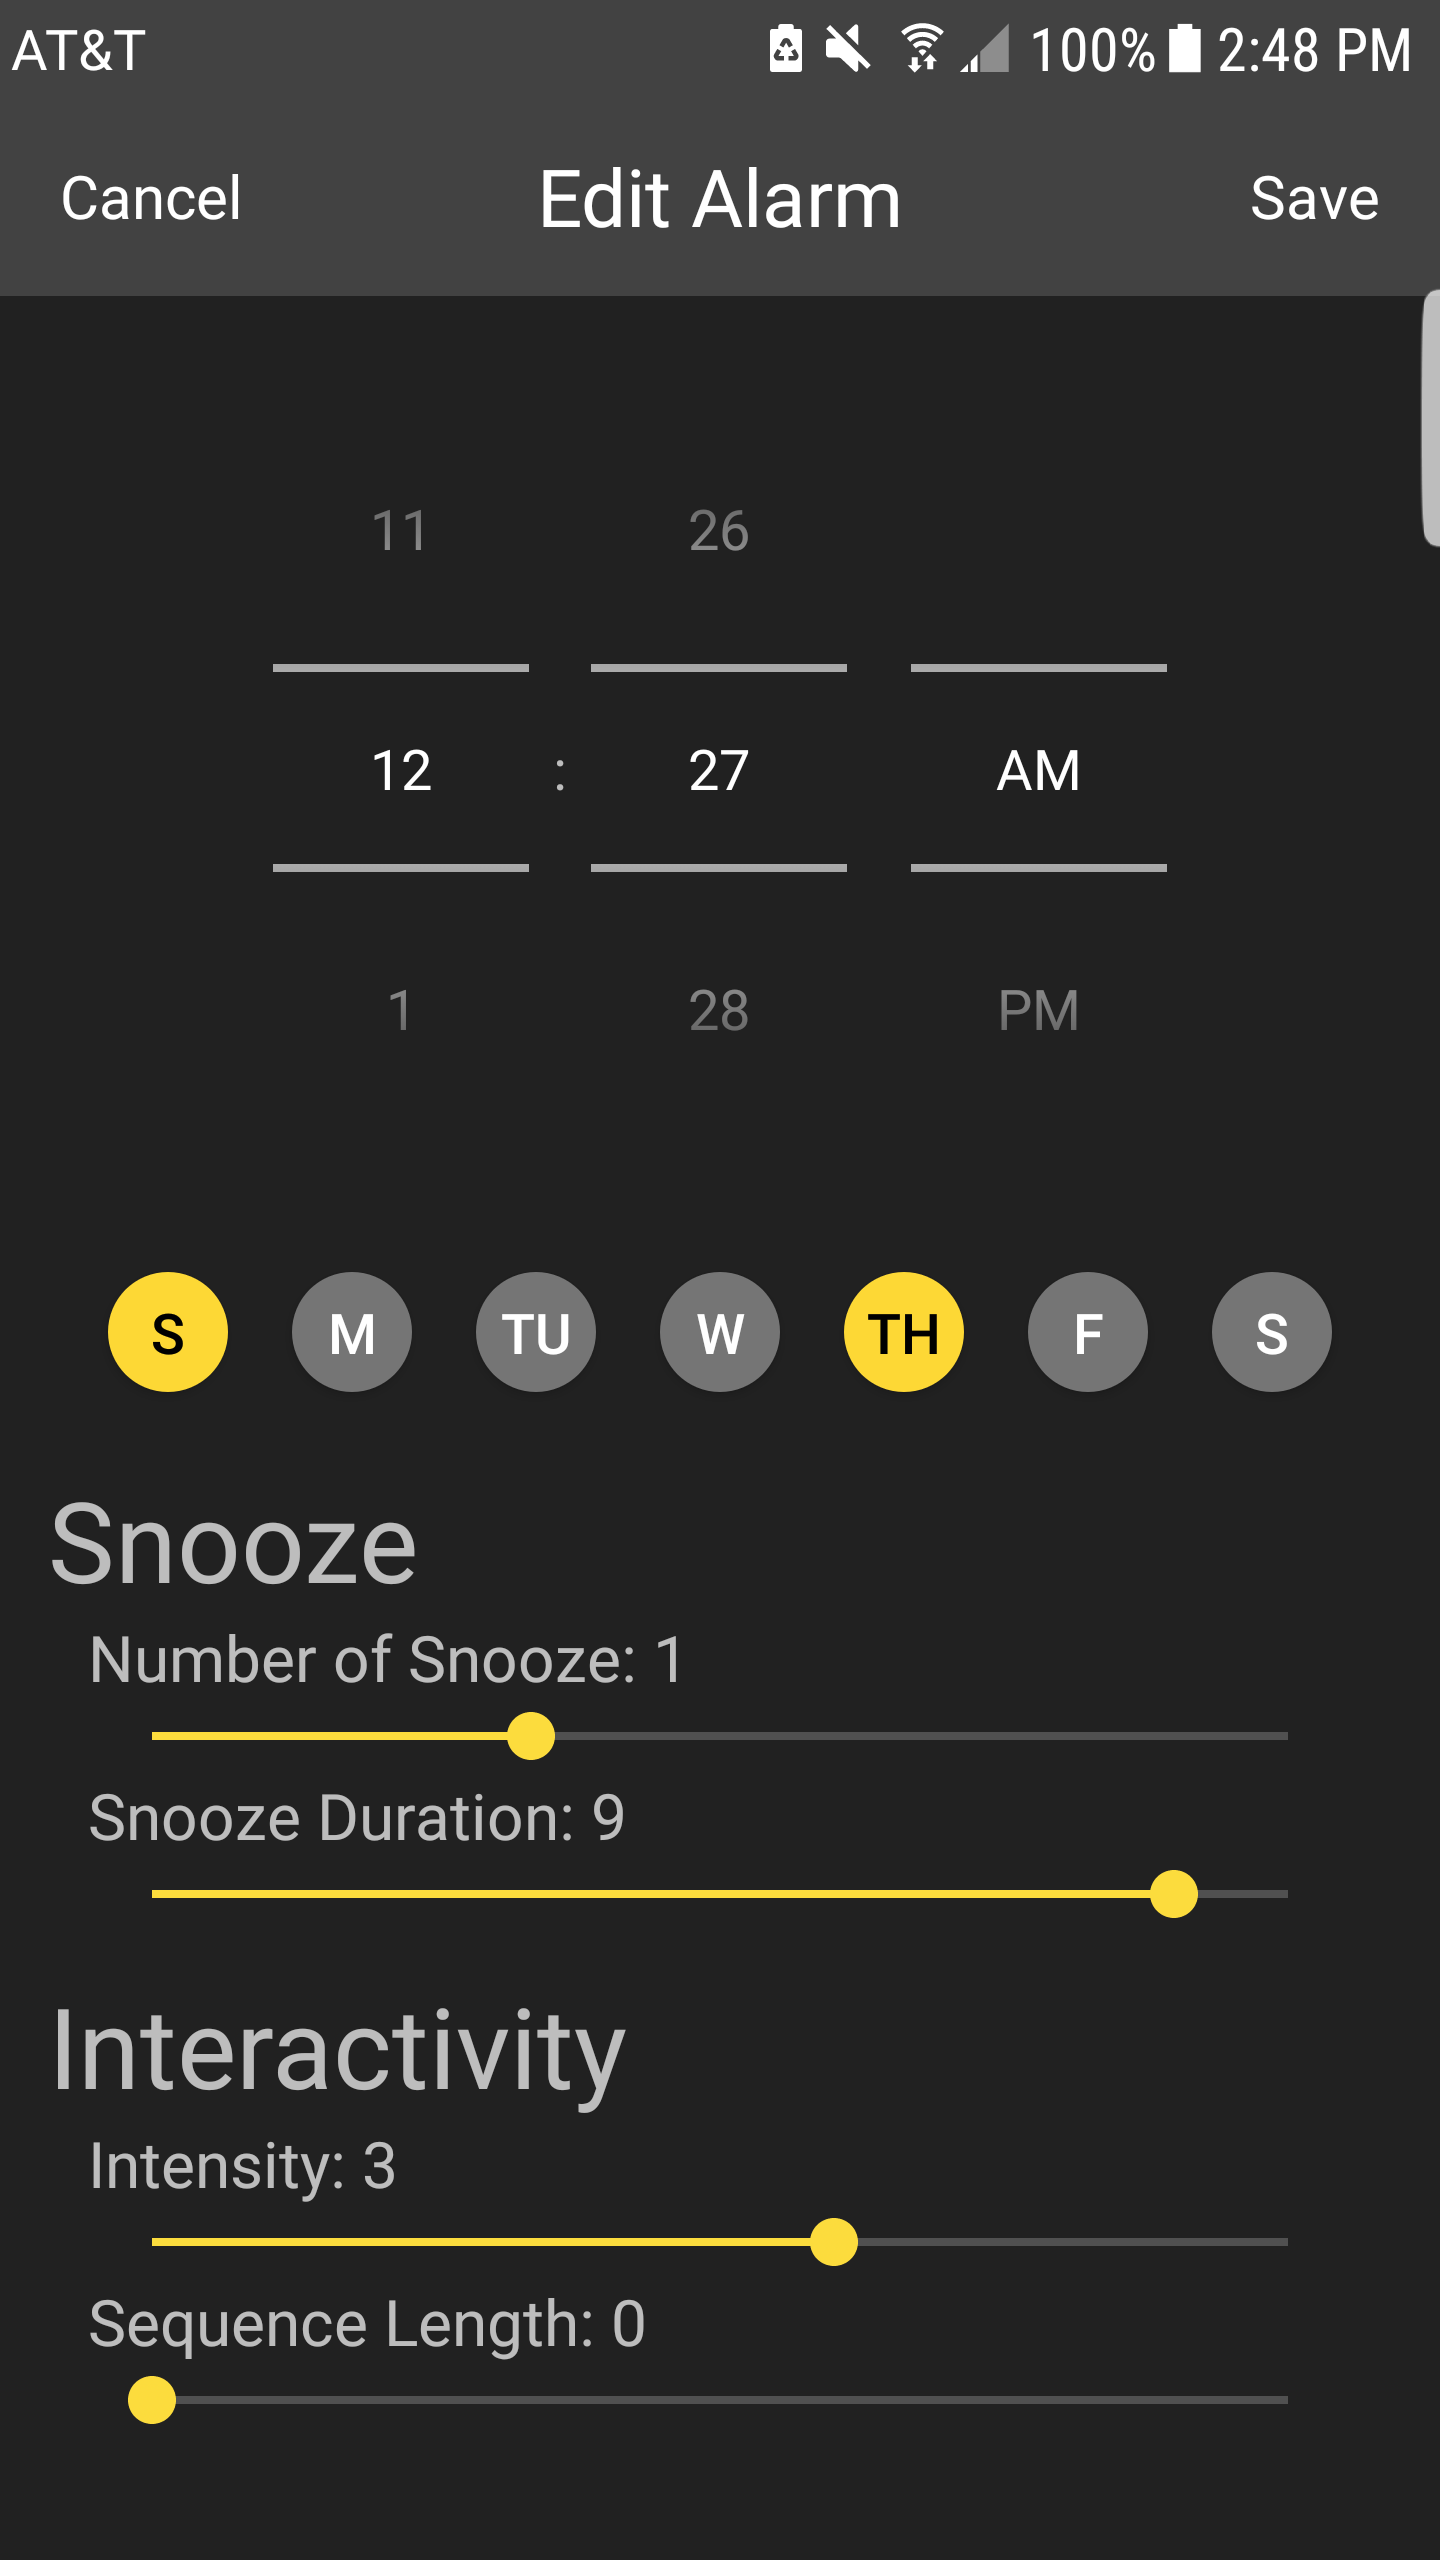 AT&T 100% 2:48 PM
Cancel Edit Alarm Save
11 26
12 : 27 AM
1 28 PM
S M TU W TH F S
Snooze
Number of Snooze: 1
Snooze Duration: 9
Interactivity
Intensity: 3
Sequence Length: 0